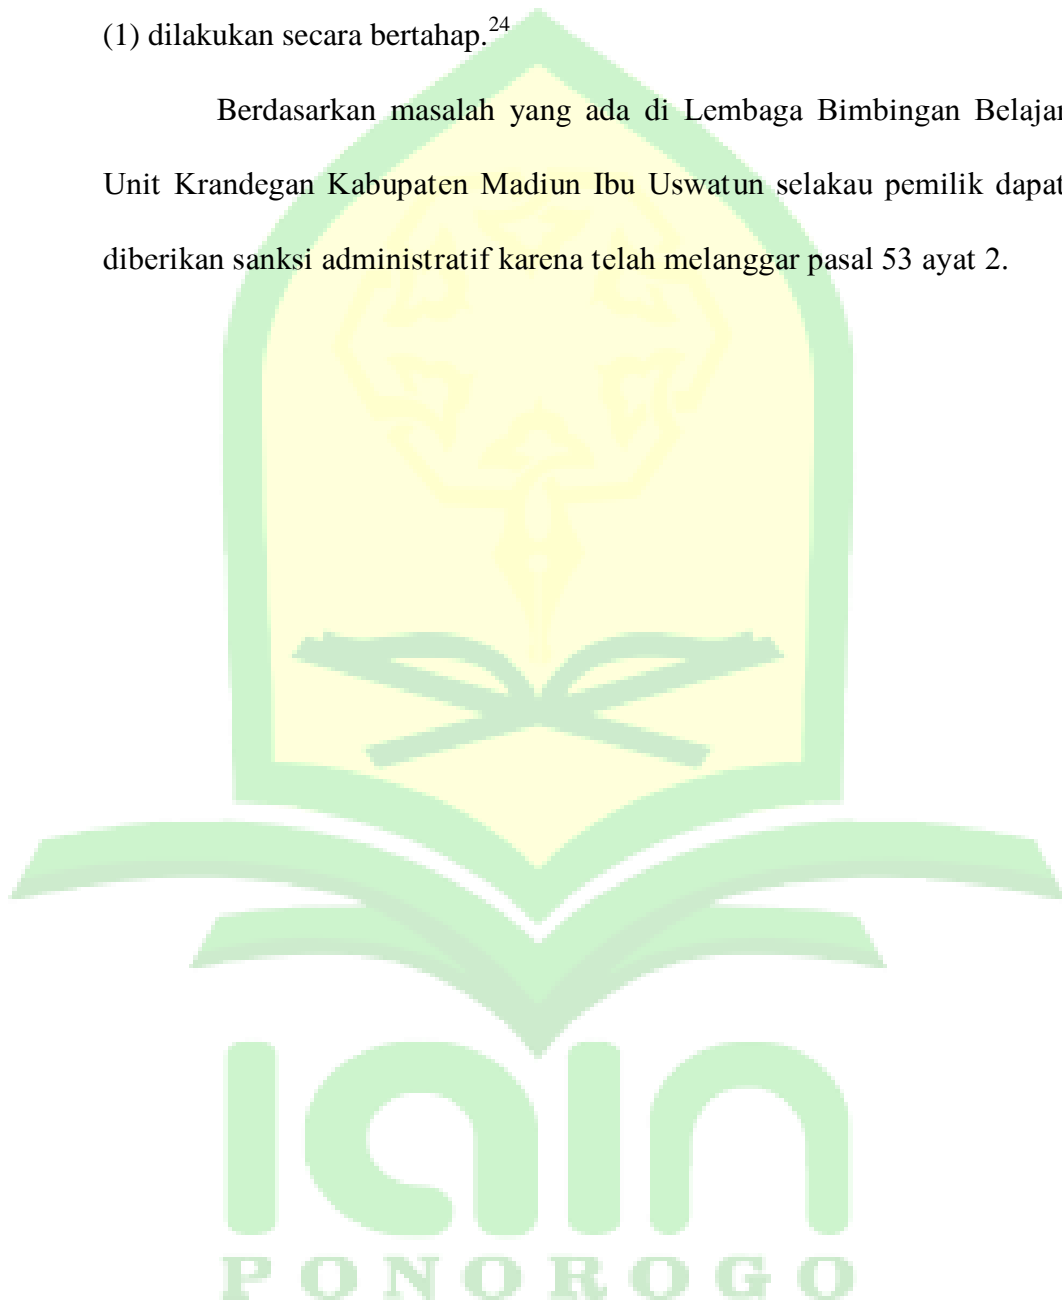 (1) dilakukan secara bertahap.24
Berdasarkan masalah yang ada di Lembaga Bimbingan Belajar
Unit Krandegan Kabupaten Madiun Ibu Uswatun selakau pemilik dapat
diberikan sanksi administratif karena telah melanggar pasal 53 ayat 2.
IAIN
PONOROGO